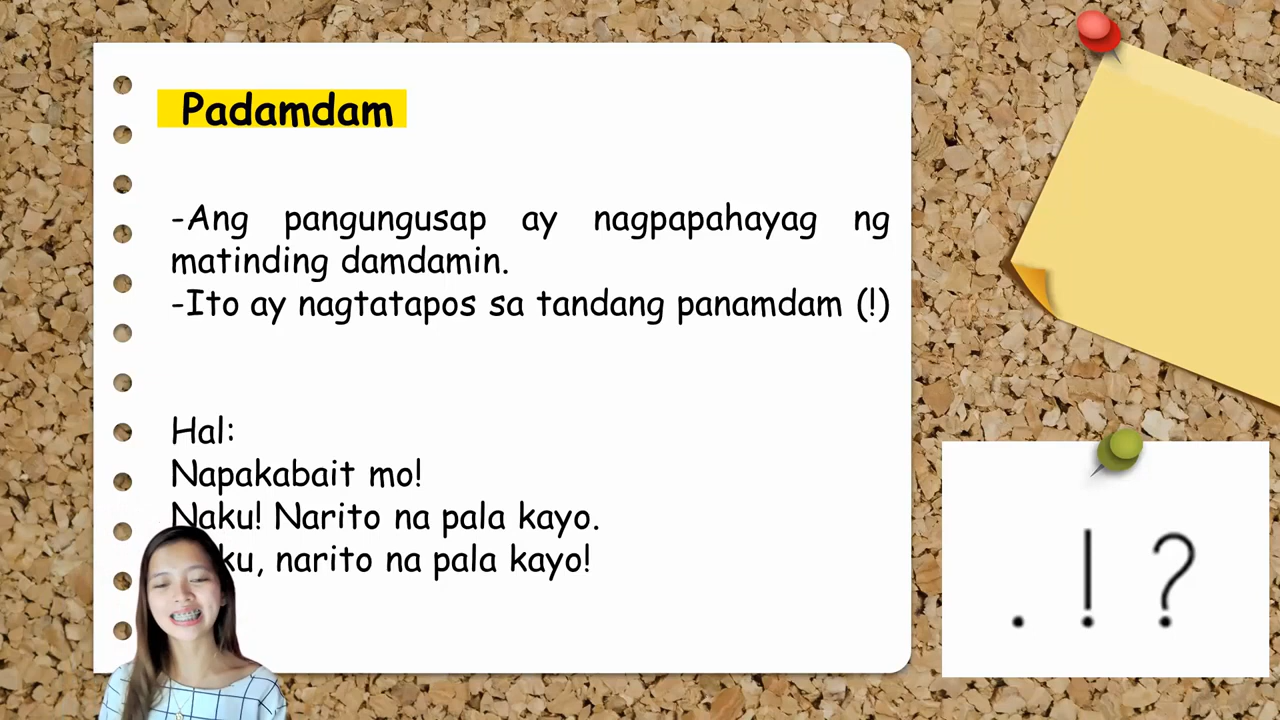 Padamdam
-Ang pangungusap ay nagpapahayag ng
matinding damdamin.
-Ito ay nagtatapos sa tandang panamdam (!)
Hal:
Napakabait mo!
Naku! Narito na pala kayo.
ku, narito na pala kayo!
. ! ?